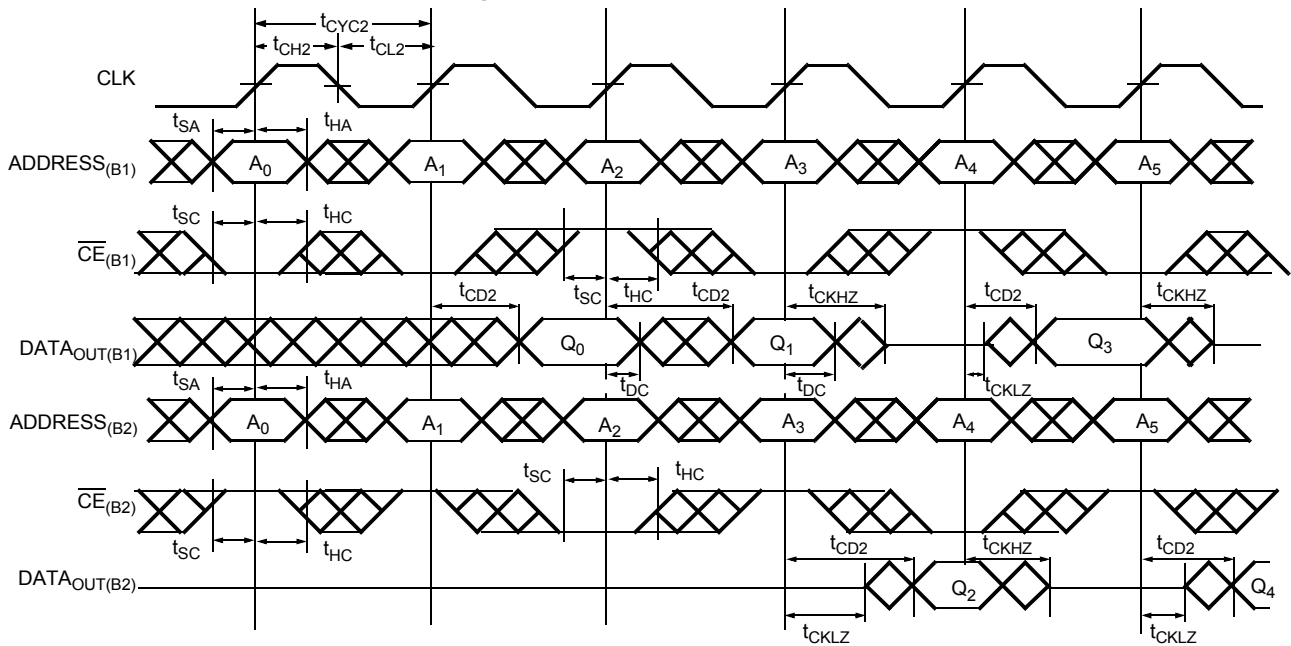 tCYC2
tCH2 tCL2
CLK
tSA tHA
ADDRESS(B1) A0 A1 A2 A3 A4 A5
tSC tHC
CE(B1)
tSC tHC
tCD2 tCD2 tCKHZ tCD2 tCKHZ
DATAOUT(B1) Q0 Q1 Q3
tDC tDC tCKLZ
tSA tHA
ADDRESS(B2) A0 A1 A2 A3 A4 A5
tSC tHC
CE(B2)
tSC tHC
tCD2 tCKHZ tCD2
DATAOUT(B2) Q2 Q4
tCKLZ tCKLZ